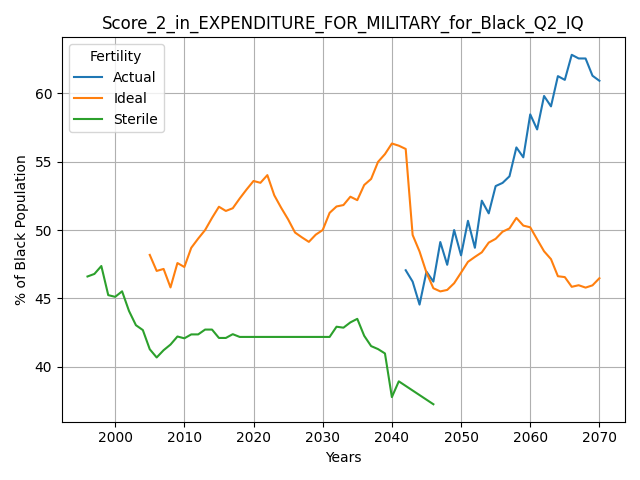 Score_2_in_EXPENDITURE_FOR_MILITARY_for_Black_Q2_IQ
Fertility
Actual
Ideal
Sterile
% of Black Population
60
55
50
45
40
2000
2010
2020
2030
2040
2050
2060
2070
Years